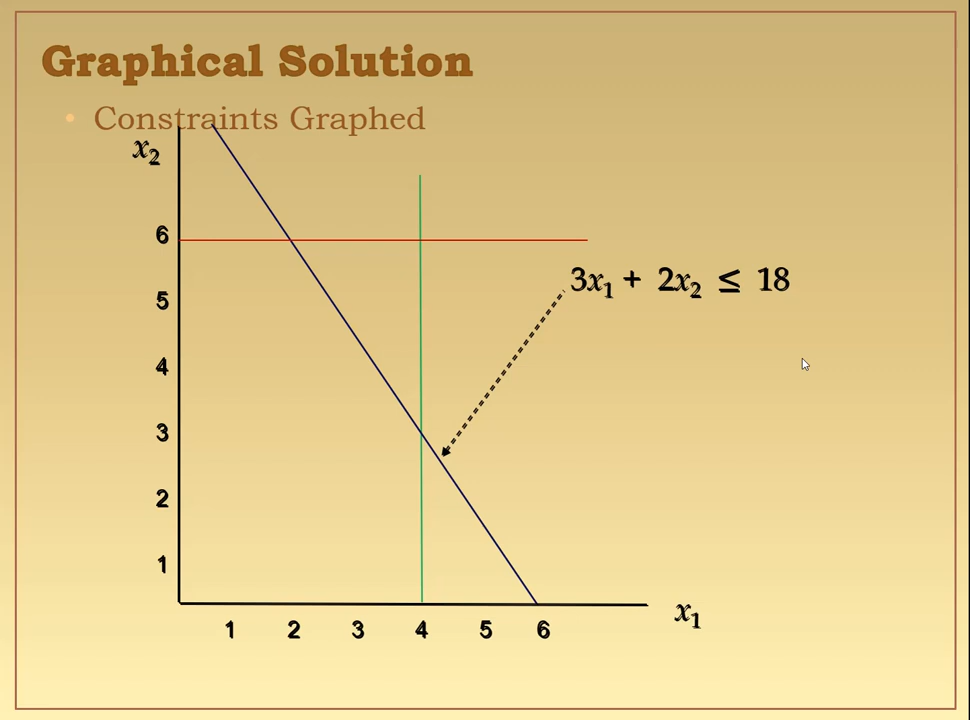 Graphical Solution
• Constraints Graphed
x₂
6
3x₁ + 2x₂ ≤ 18
5
4
3
2
1
x₁
1 2 3 4 5 6